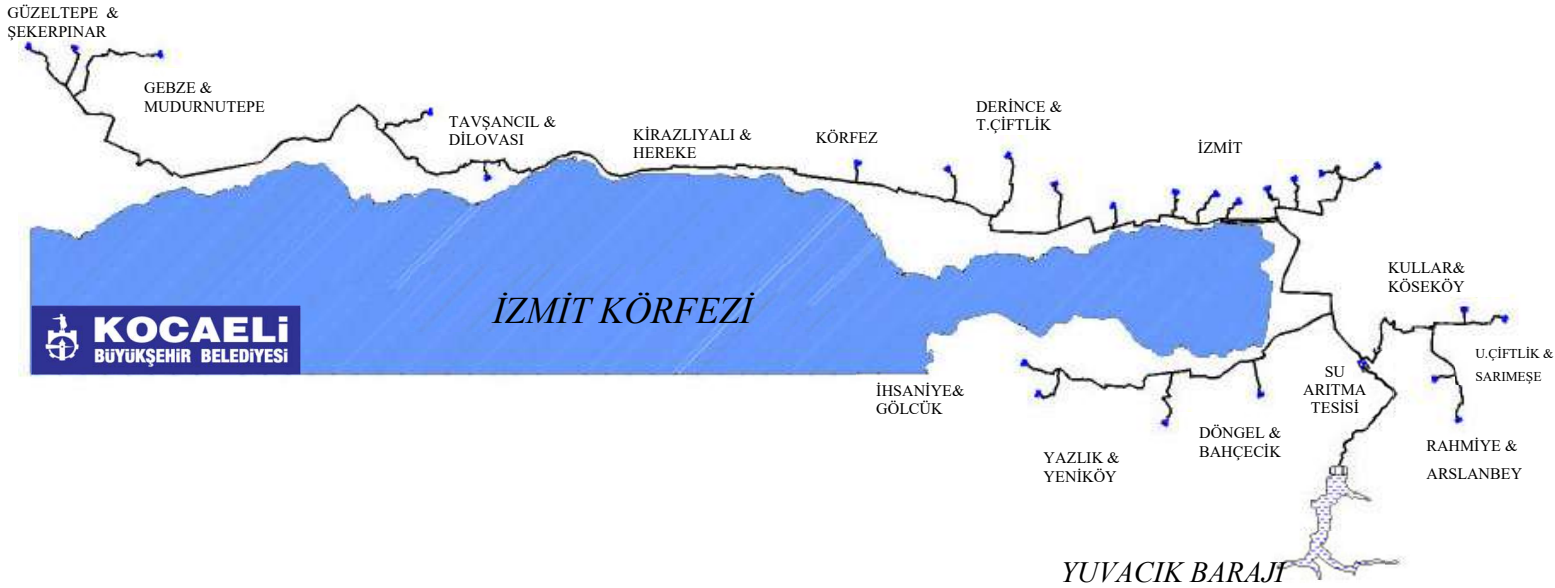 GÜZELTEPE &
ŞEKERPINAR
GEBZE &
MUDURNUTEPE
TAVŞANCIL &
DİLOVASI
KİRAZLIYALI &
HEREKE
KÖRFEZ
DERİNCE &
T.ÇİFTLİK
İZMİT
KULLAR&
KÖSEKÖY
İZMİT KÖRFEZİ
KOCAELi
BÜYÜKŞEHİR BELEDİYESİ
U.ÇİFTLİK &
SARIMEŞE
İHSANİYE&
GÖLCÜK
SU
ARITMA
TESİSİ
YAZLIK &
YENİKÖY
DÖNGEL &
BAHÇECİK
RAHMİYE &
ARSLANBEY
YUVACIK BARAJI